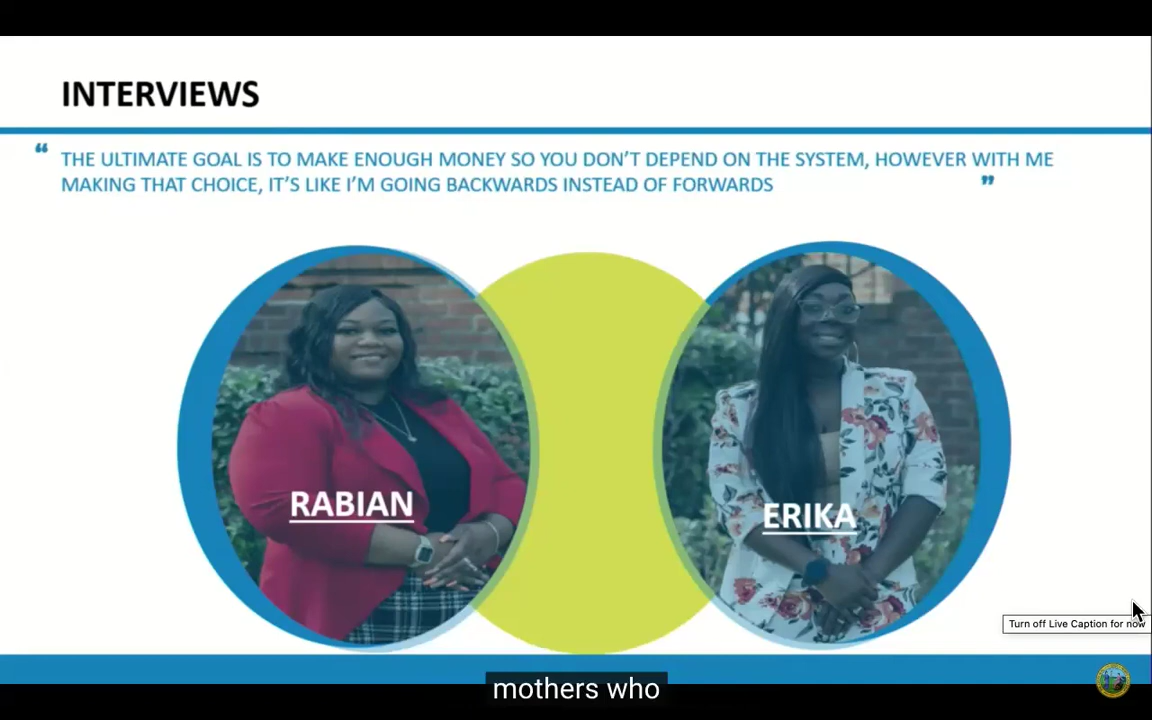 INTERVIEWS
“ THE ULTIMATE GOAL IS TO MAKE ENOUGH MONEY SO YOU DON’T DEPEND ON THE SYSTEM, HOWEVER WITH ME
MAKING THAT CHOICE, IT’S LIKE I’M GOING BACKWARDS INSTEAD OF FORWARDS ”
RABIAN
ERIKA
Turn off Live Caption for now
mothers who